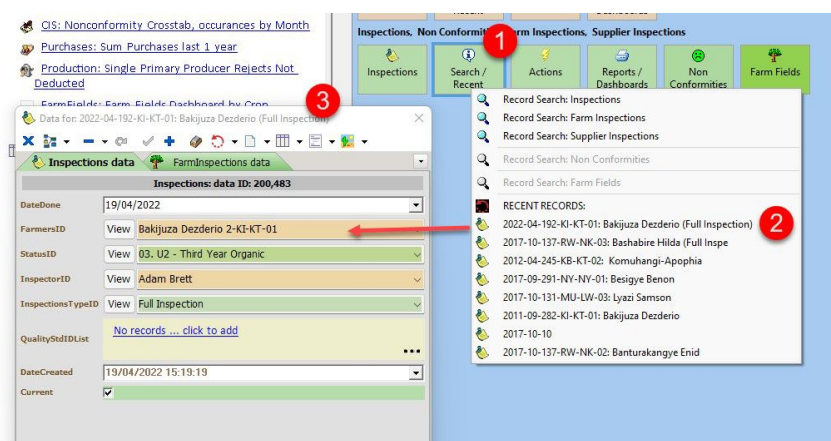 CIS: Nonconformity Crosstab, occurances by Month
Purchases: Sum Purchases last 1 year
Production: Single Primary Producer Rejects Not Deducted
FarmFields: Farm Fields Dashboard by Crop
Inspections, Non Conformities, Farm Inspections, Supplier Inspections
1
Inspections
Search / Recent
Actions
Reports / Dashboards
Non Conformities
Farm Fields
Record Search: Inspections
Record Search: Farm Inspections
Record Search: Supplier Inspections
Record Search: Non Conformities
Record Search: Farm Fields
RECENT RECORDS:
2022-04-192-KI-KT-01: Bakijuza Dezderio (Full Inspection)
2
2017-10-137-RW-NK-03: Bashabire Hilda (Full Inspe
2012-04-245-KB-KT-02: Komuhangi-Apophia
2017-09-291-NY-NY-01: Besigye Benon
2017-10-131-MU-LW-03: Lyazi Samson
2011-09-282-KI-KT-01: Bakijuza Dezderio
2017-10-10
2017-10-137-RW-NK-02: Banturakangye Enid
3
Data for: 2022-04-192-KI-KT-01: Bakijuza Dezderio (Full Inspection)
Inspections data
FarmInspections data
Inspections: data ID: 200,483
DateDone 19/04/2022
FarmersID View Bakijuza Dezderio 2-KI-KT-01
StatusID View 03. U2 - Third Year Organic
InspectorID View Adam Brett
InspectionsTypeID View Full Inspection
QualityStdIDList No records ... click to add
...
DateCreated 19/04/2022 15:19:19
Current